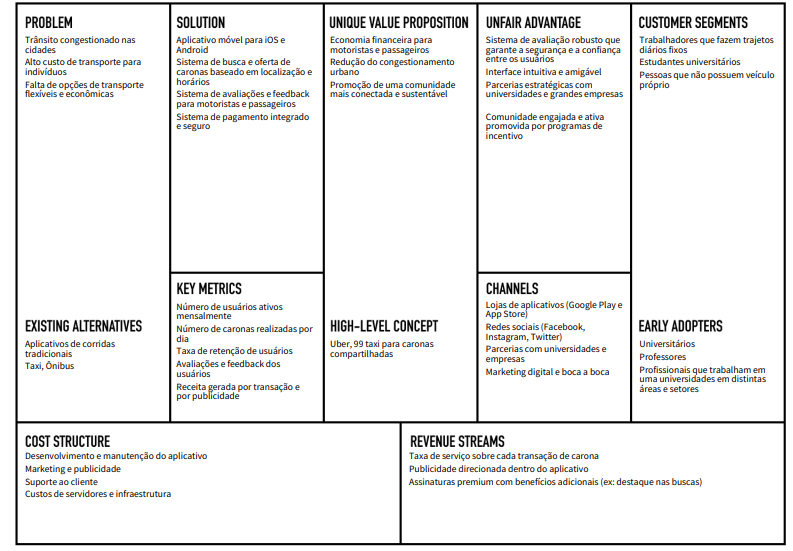 PROBLEM
Trânsito congestionado nas
cidades
Alto custo de transporte para
indivíduos
Falta de opções de transporte
flexíveis e econômicas
EXISTING ALTERNATIVES
Aplicativos de corridas
tradicionais
Taxi, Ônibus
SOLUTION
Aplicativo móvel para iOS e
Android
Sistema de busca e oferta de
caronas baseado em localização e
horários
Sistema de avaliações e feedback
para motoristas e passageiros
Sistema de pagamento integrado
e seguro
KEY METRICS
Número de usuários ativos
mensalmente
Número de caronas realizadas por
dia
Taxa de retenção de usuários
Avaliações e feedback dos
usuários
Receita gerada por transação e
por publicidade
UNIQUE VALUE PROPOSITION
Economia financeira para
motoristas e passageiros
Redução do congestionamento
urbano
Promoção de uma comunidade
mais conectada e sustentável
HIGH-LEVEL CONCEPT
Uber, 99 taxi para caronas
compartilhadas
UNFAIR ADVANTAGE
Sistema de avaliação robusto que
garante a segurança e a confiança
entre os usuários
Interface intuitiva e amigável
Parcerias estratégicas com
universidades e grandes empresas
Comunidade engajada e ativa
promovida por programas de
incentivo
CHANNELS
Lojas de aplicativos (Google Play e
App Store)
Redes sociais (Facebook,
Instagram, Twitter)
Parcerias com universidades e
empresas
Marketing digital e boca a boca
CUSTOMER SEGMENTS
Trabalhadores que fazem trajetos
diários fixos
Estudantes universitários
Pessoas que não possuem veículo
próprio
EARLY ADOPTERS
Universitários
Professores
Profissionais que trabalham em
uma universidades em distintas
áreas e setores
COST STRUCTURE
Desenvolvimento e manutenção do aplicativo
Marketing e publicidade
Suporte ao cliente
Custos de servidores e infraestrutura
REVENUE STREAMS
Taxa de serviço sobre cada transação de carona
Publicidade direcionada dentro do aplicativo
Assinaturas premium com benefícios adicionais (ex: destaque nas buscas)